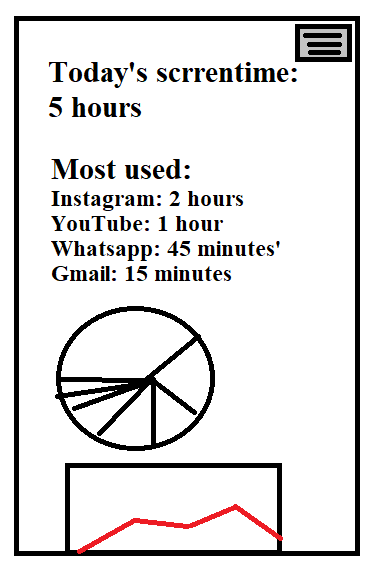 Today's scrrentime:
5 hours
Most used:
Instagram: 2 hours
YouTube: 1 hour
Whatsapp: 45 minutes'
Gmail: 15 minutes